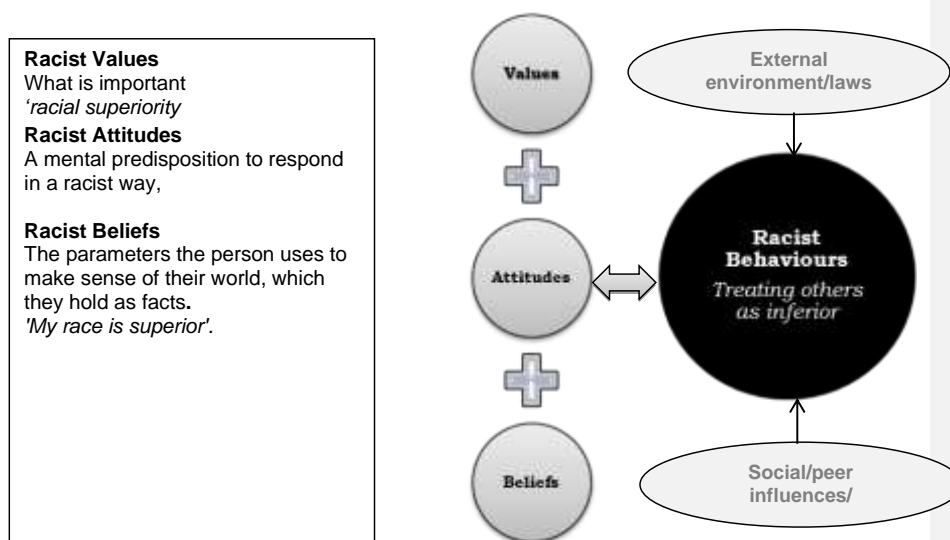 Racist Values
What is important
‘racial superiority
Racist Attitudes
A mental predisposition to respond
in a racist way,
Racist Beliefs
The parameters the person uses to
make sense of their world, which
they hold as facts.
'My race is superior'.
Values
Attitudes
Beliefs
External
environment/laws
Racist
Behaviours
Treating others
as inferior
Social/peer
influences/